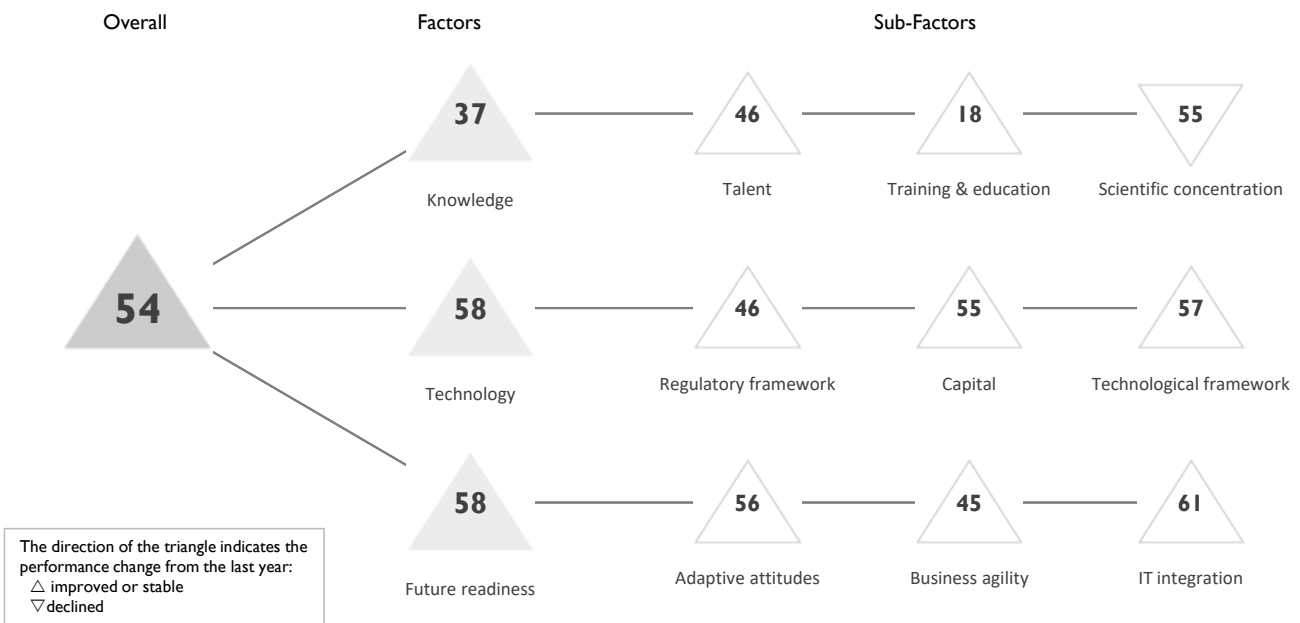 Overall Factors Sub-Factors
37 46 18 55
Knowledge Talent Training & education Scientific concentration
54 58 46 55 57
Technology Regulatory framework Capital Technological framework
58 56 45 61
Future readiness Adaptive attitudes Business agility IT integration
The direction of the triangle indicates the
performance change from the last year:
△ improved or stable
▽ declined